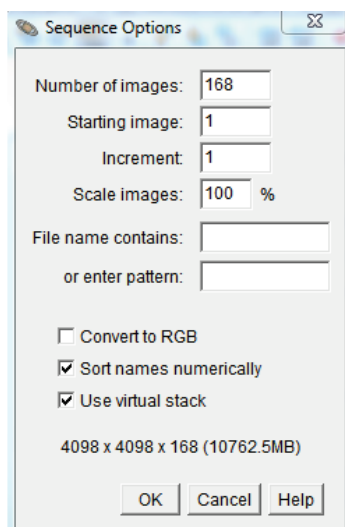 Sequence Options
Number of images: 168
Starting image: 1
Increment: 1
Scale images: 100 %
File name contains:
or enter pattern:
Convert to RGB
Sort names numerically
Use virtual stack
4098 x 4098 x 168 (10762.5MB)
OK Cancel Help